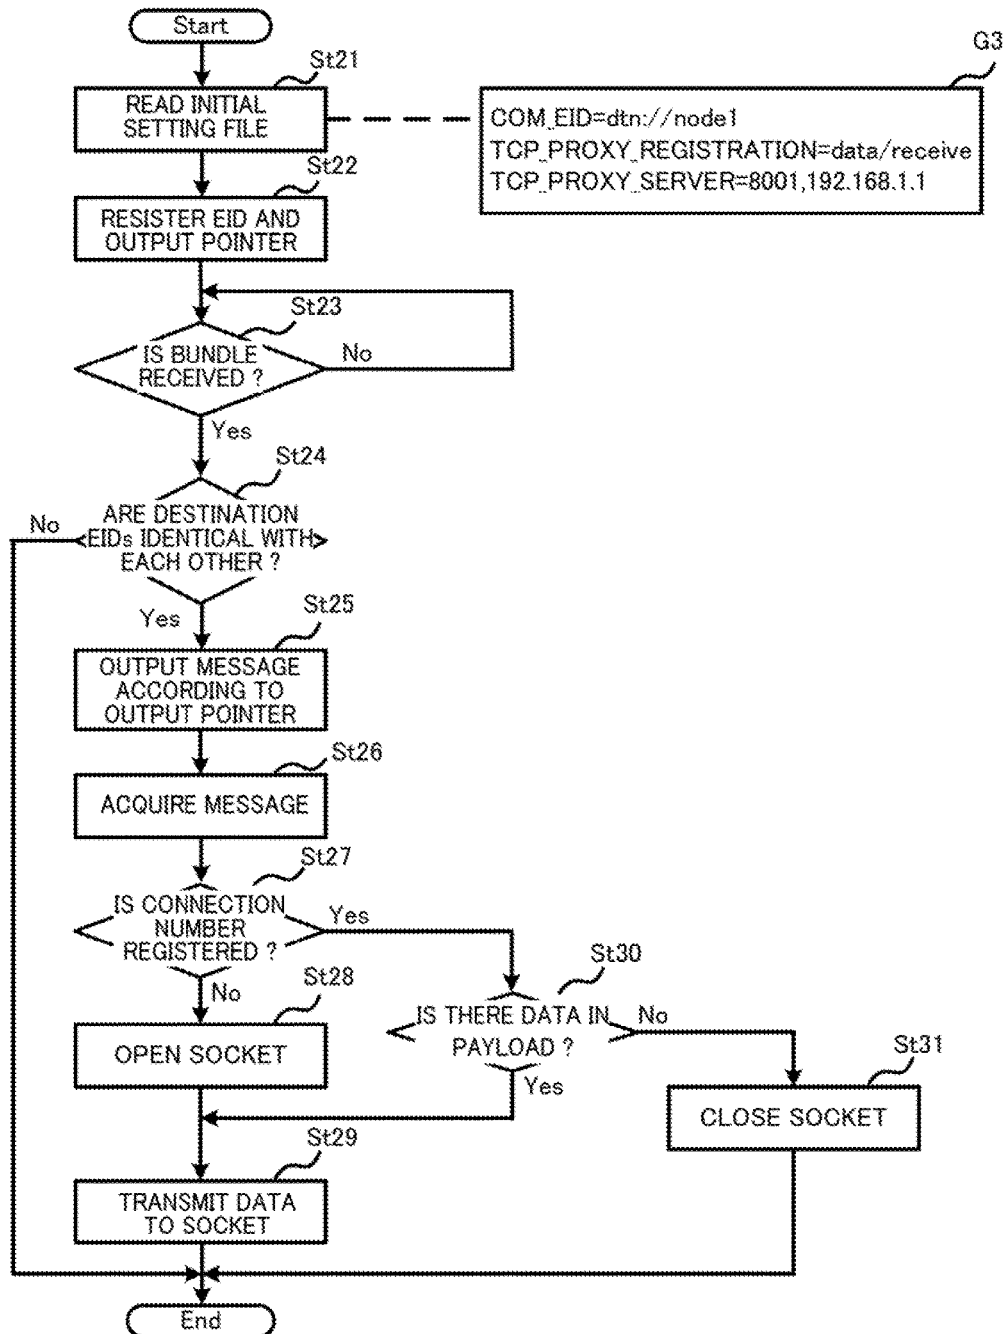 Start
St21
G3
READ INITIAL
SETTING FILE
COM_EID=dtn://node1
TCP_PROXY_REGISTRATION=data/receive
TCP_PROXY_SERVER=8001,192.168.1.1
St22
RESISTER EID AND
OUTPUT POINTER
St23
IS BUNDLE
RECEIVED ?
No
Yes
St24
No
ARE DESTINATION
EIDs IDENTICAL WITH
EACH OTHER ?
Yes
St25
OUTPUT MESSAGE
ACCORDING TO
OUTPUT POINTER
St26
ACQUIRE MESSAGE
St27
IS CONNECTION
NUMBER
REGISTERED ?
Yes
No
St28
OPEN SOCKET
St30
IS THERE DATA IN
PAYLOAD ?
No
Yes
St31
CLOSE SOCKET
St29
TRANSMIT DATA
TO SOCKET
End